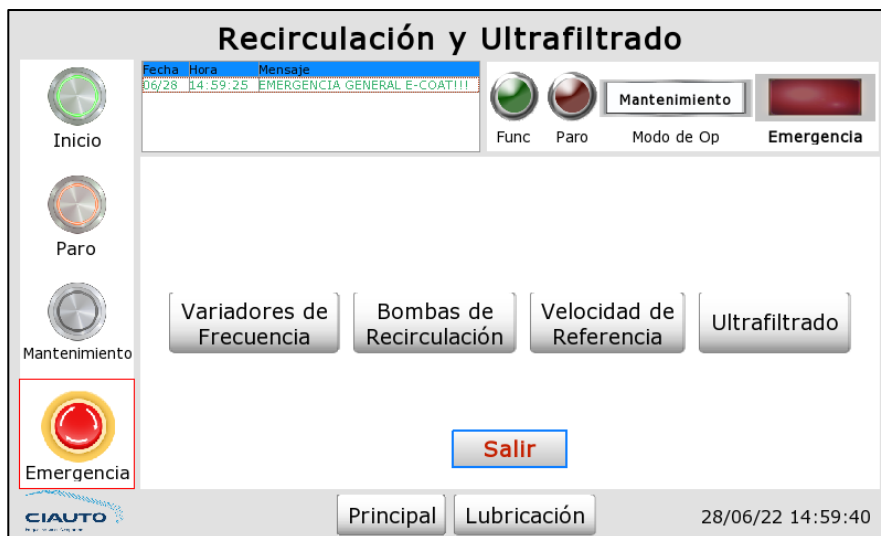 Recirculación y Ultrafiltrado
Fecha Hora Mensaje
06/28 14:59:25 EMERGENCIA GENERAL E-COAT!!!
Func
Paro
Mantenimiento
Modo de Op
Emergencia
Inicio
Paro
Mantenimiento
Emergencia
Variadores de
Frecuencia
Bombas de
Recirculación
Velocidad de
Referencia
Ultrafiltrado
Salir
CIAUTO
Principal
Lubricación
28/06/22 14:59:40